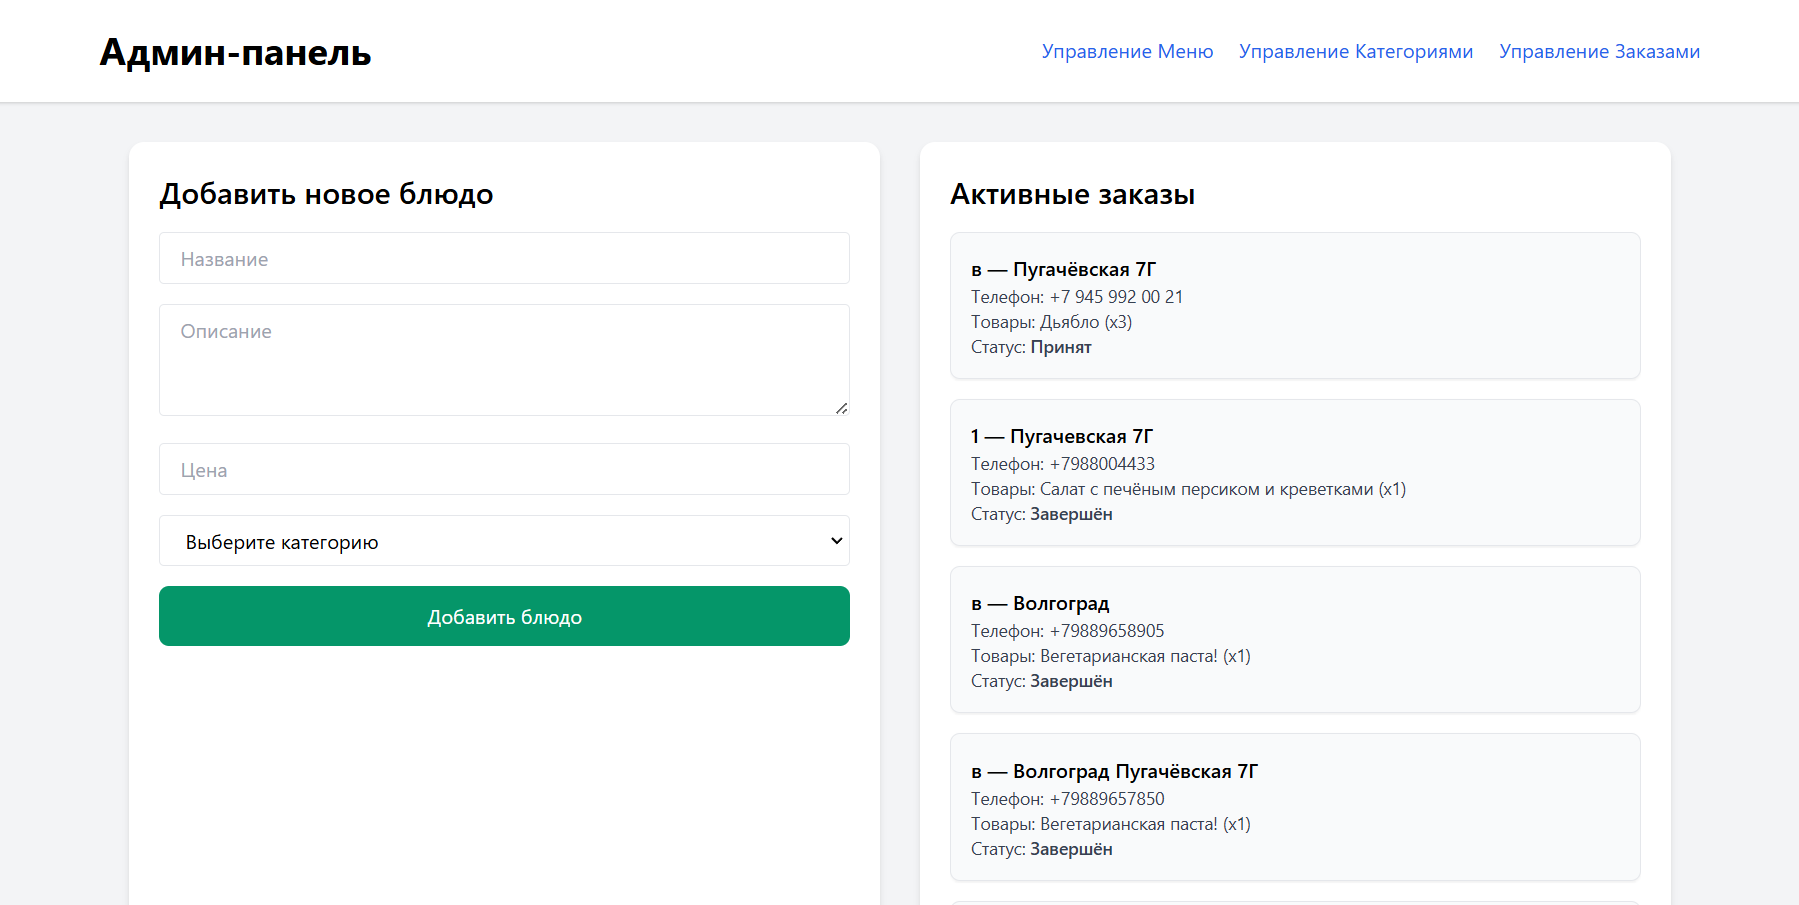 Админ-панель
Управление Меню
Управление Категориями
Управление Заказами
Добавить новое блюдо
Название
Описание
Цена
Выберите категорию
Добавить блюдо
Активные заказы
в — Пугачёвская 7Г
Телефон: +7 945 992 00 21
Товары: Дьябло (x3)
Статус: Принят
1 — Пугачевская 7Г
Телефон: +7988004433
Товары: Салат с печёным персиком и креветками (x1)
Статус: Завершён
в — Волгоград
Телефон: +79889658905
Товары: Вегетарианская паста! (x1)
Статус: Завершён
в — Волгоград Пугачёвская 7Г
Телефон: +79889657850
Товары: Вегетарианская паста! (x1)
Статус: Завершён